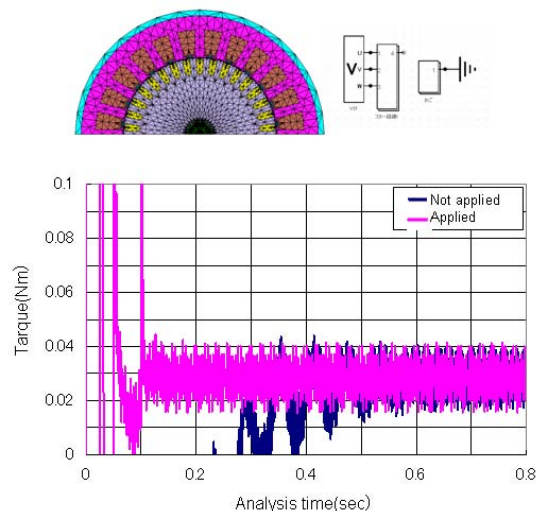 U
V
V
W
Not applied
Applied
0.1
0.08
0.06
0.04
0.02
0
Tarque(Nm)
0 0.2 0.4 0.6 0.8
Analysis time(sec)